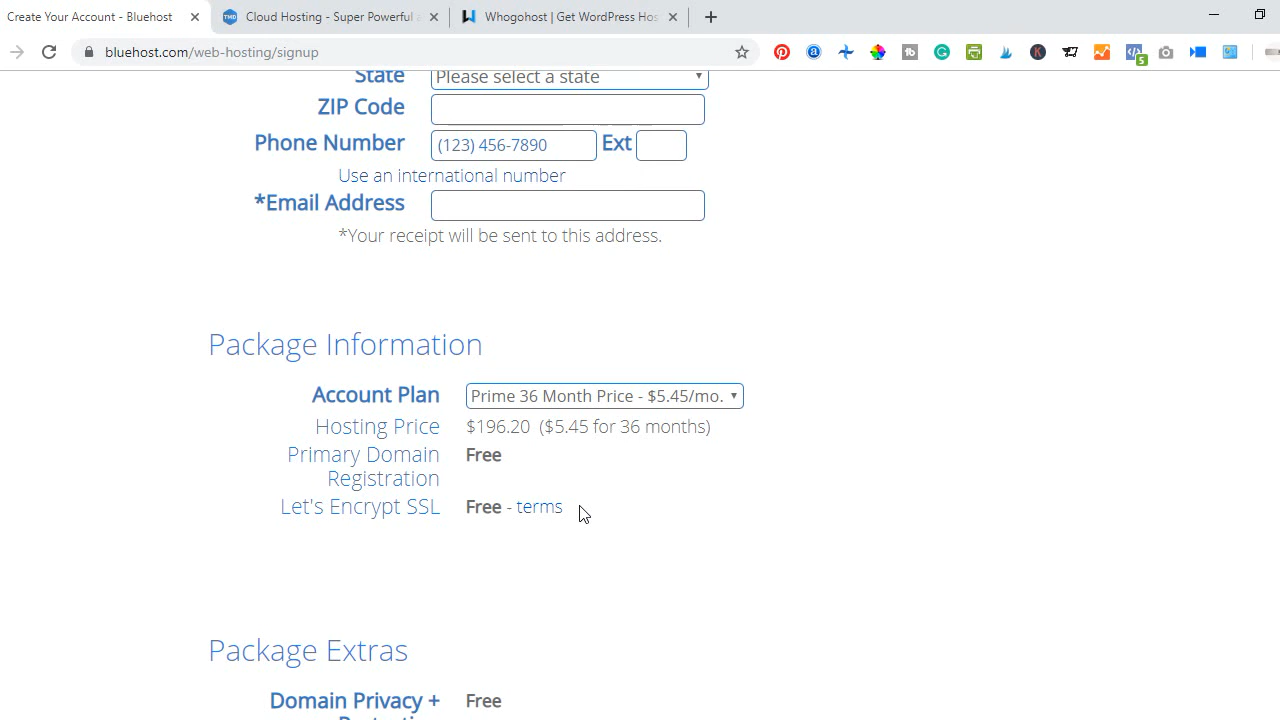 Create Your Account - Bluehost
Cloud Hosting - Super Powerful
Whogohost | Get WordPress Hos
bluehost.com/web-hosting/signup
State Please select a state
ZIP Code
Phone Number (123) 456-7890 Ext
Use an international number
*Email Address
*Your receipt will be sent to this address.
Package Information
Account Plan Prime 36 Month Price - $5.45/mo.
Hosting Price $196.20 ($5.45 for 36 months)
Primary Domain Free
Registration
Let's Encrypt SSL Free - terms
Package Extras
Domain Privacy + Free